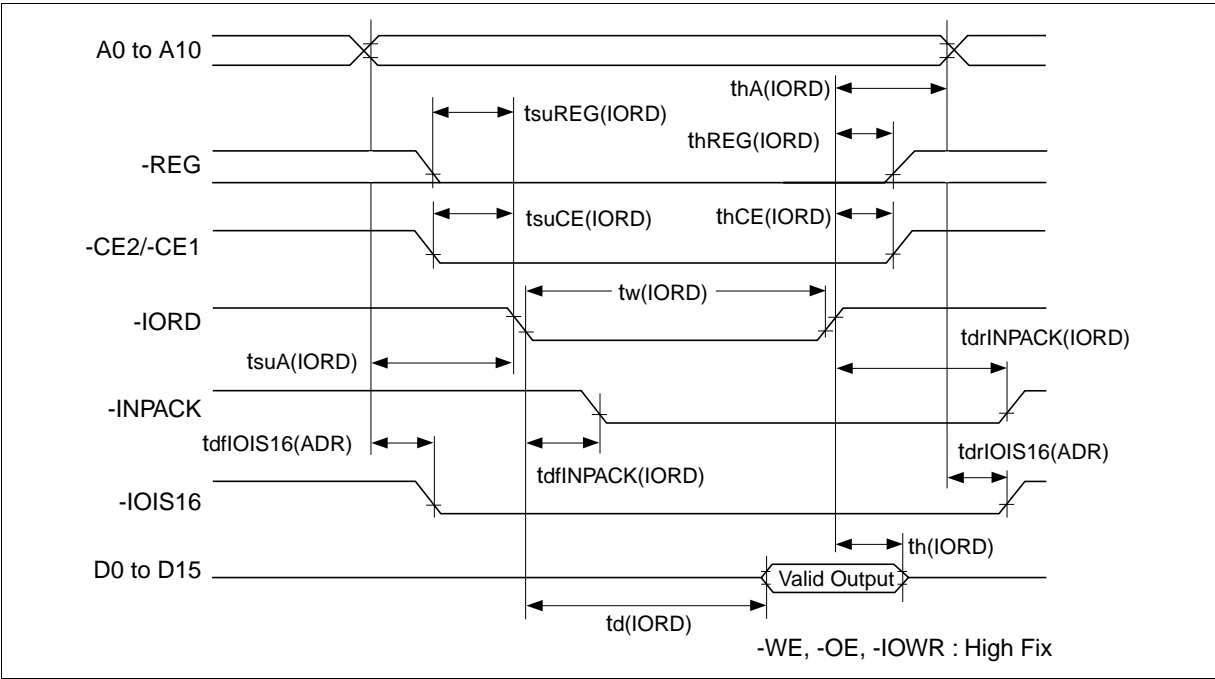 A0 to A10
thA(IORD)
tsuREG(IORD)
thREG(IORD)
-REG
tsuCE(IORD)
thCE(IORD)
-CE2/-CE1
tw(IORD)
-IORD
tdrINPACK(IORD)
tsuA(IORD)
-INPACK
tdfIOIS16(ADR)
tdrIOIS16(ADR)
tdfINPACK(IORD)
-IOIS16
th(IORD)
D0 to D15
Valid Output
td(IORD)
-WE, -OE, -IOWR : High Fix